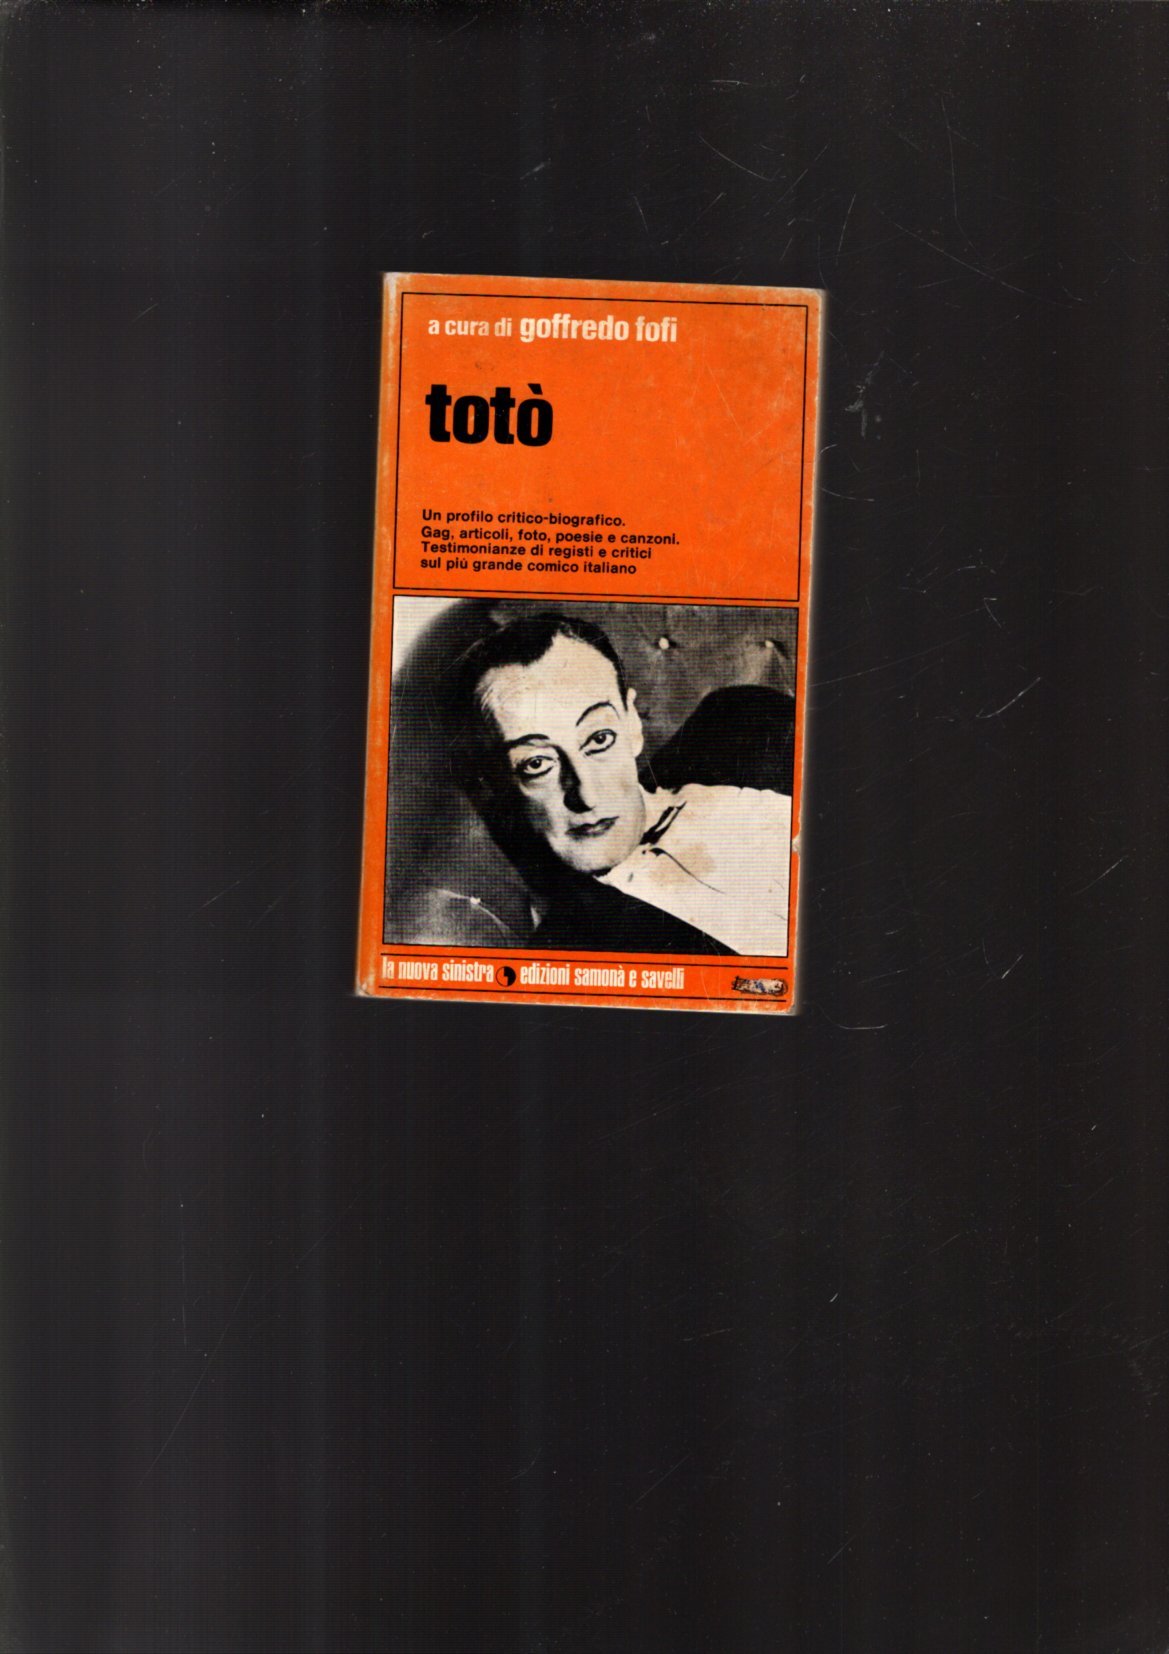 a cura di goffredo fofi
totò
Un profilo critico-biografico.
Gag, articoli, foto, poesie e canzoni.
Testimonianze di registi e critici
sul più grande comico italiano
la nuova sinistra edizioni samonà e savelli